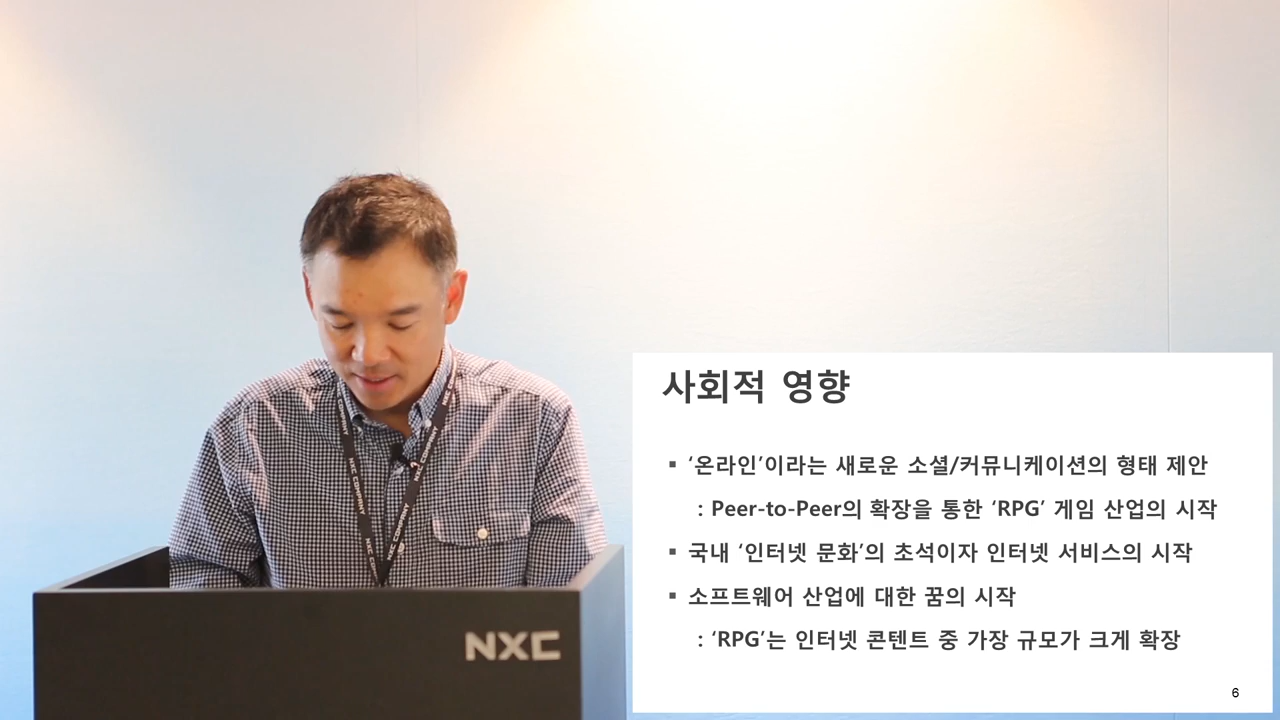 사회적 영향
▪ ‘온라인’이라는 새로운 소셜/커뮤니케이션의 형태 제안
: Peer-to-Peer의 확장을 통한 ‘RPG’ 게임 산업의 시작
▪ 국내 ‘인터넷 문화’의 초석이자 인터넷 서비스의 시작
▪ 소프트웨어 산업에 대한 꿈의 시작
: ‘RPG’는 인터넷 콘텐트 중 가장 규모가 크게 확장
6
NXC COMPANY
NXC